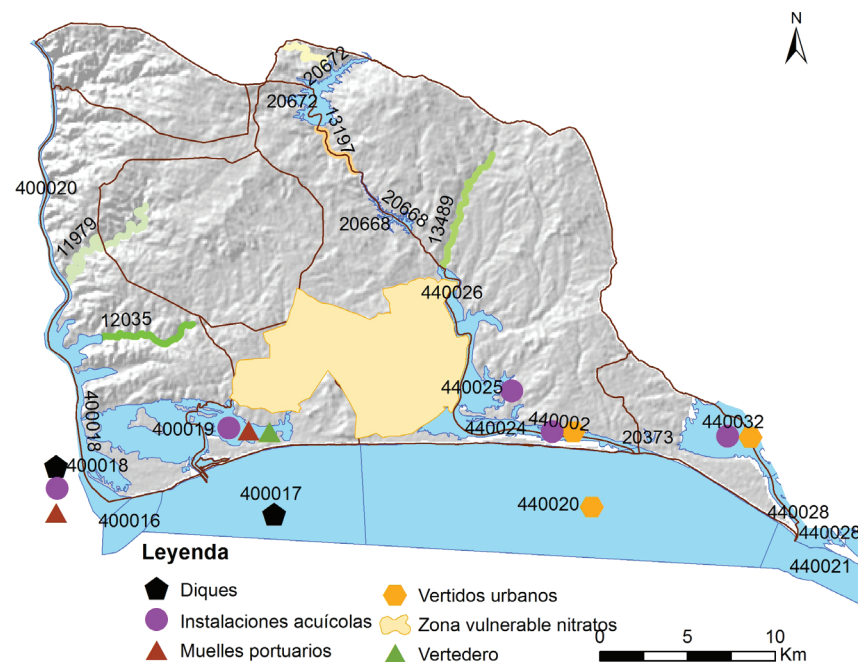 N
20672
20672
13197
400020
20668
20668
13489
11979
440026
12035
440025
400018
400019
440002
440024
440032
20373
400018
400017
440020
400016
440028
440028
440021
Leyenda
Diques
Vertidos urbanos
Instalaciones acuícolas
Zona vulnerable nitratos
Muelles portuarios
Vertedero
0 5 10
Km